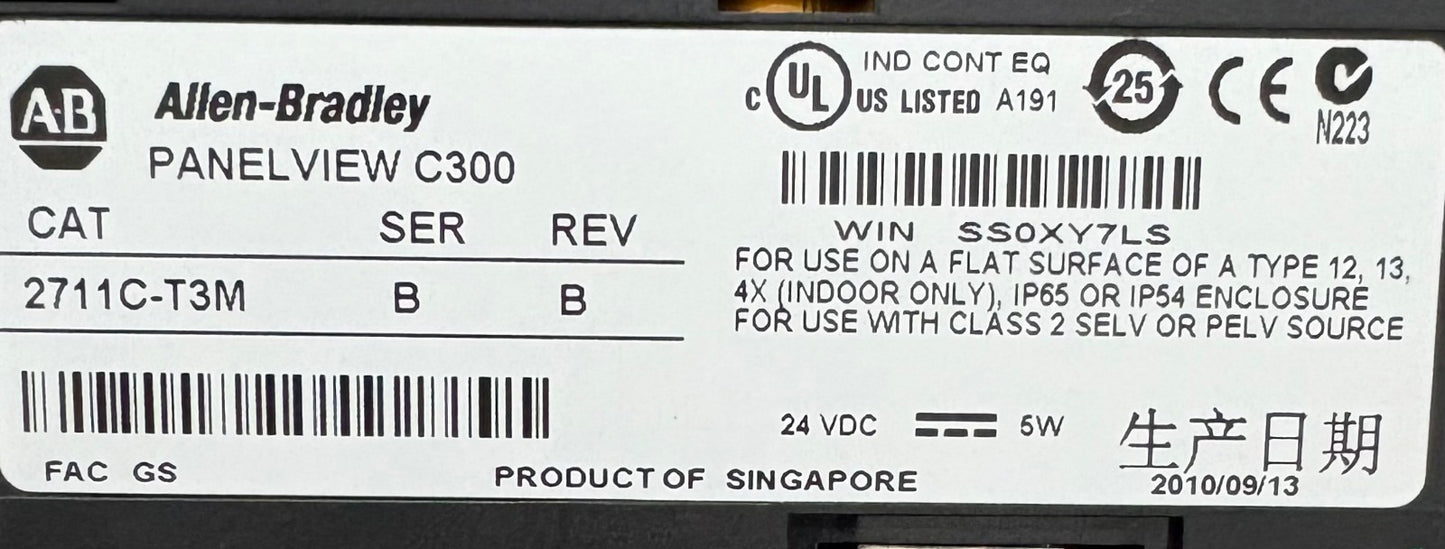 A·B
Allen-Bradley
PANELVIEW C300
CAT SER REV
2711C-T3M B B
FAC GS
PRODUCT OF SINGAPORE
c UL US LISTED
IND CONT EQ
A191
25
CE
N223
WIN SS0XY7LS
FOR USE ON A FLAT SURFACE OF A TYPE 12, 13,
4X (INDOOR ONLY), IP65 OR IP54 ENCLOSURE
FOR USE WITH CLASS 2 SELV OR PELV SOURCE
24 VDC 5W
生产日期
2010/09/13